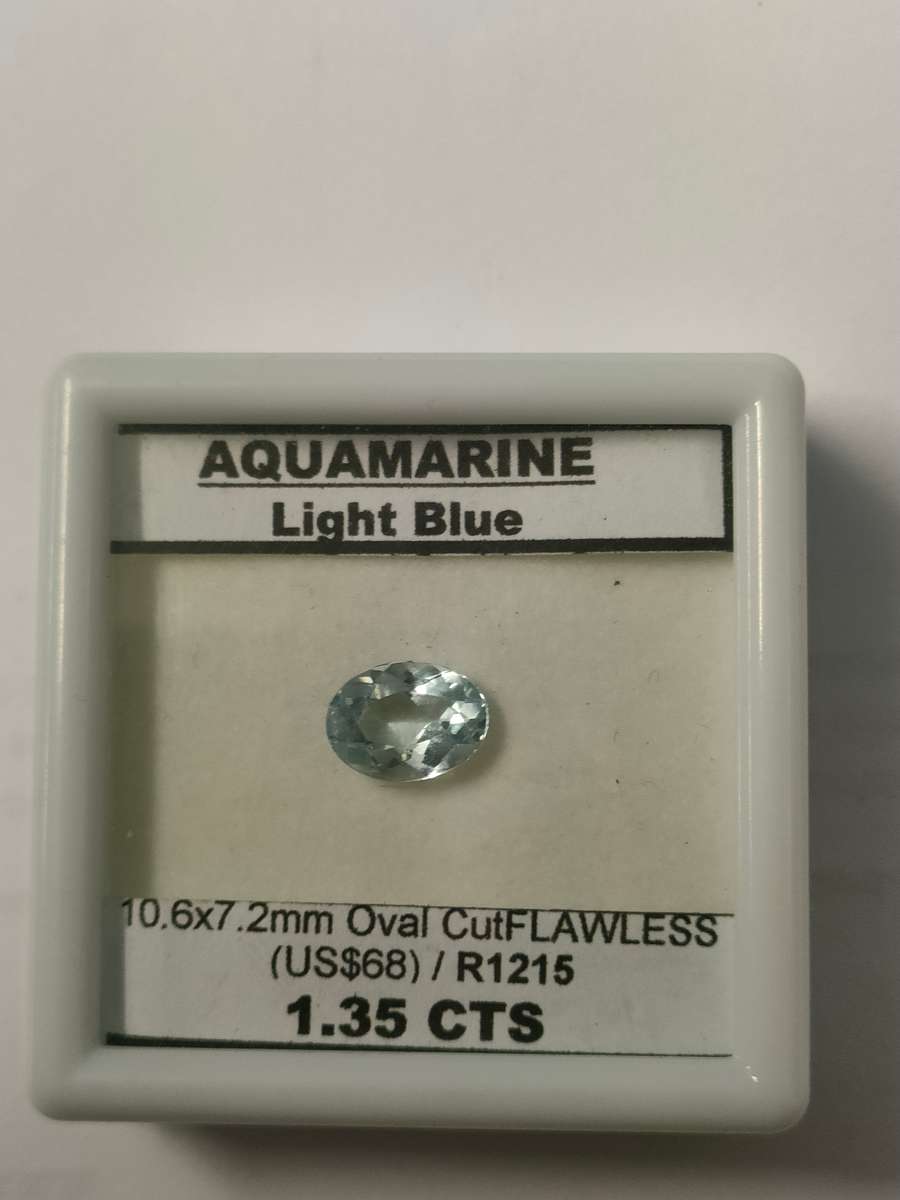 AQUAMARINE
Light Blue
10.6x7.2mm Oval CutFLAWLESS
(US$68) / R1215
1.35 CTS